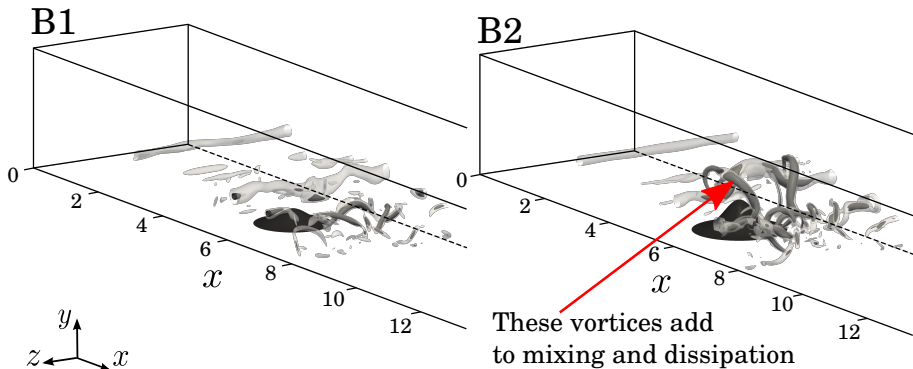 B1
B2
0
2
4
6
8
10
12
x
0
2
4
6
8
10
12
x
These vortices add
to mixing and dissipation
y
z
x